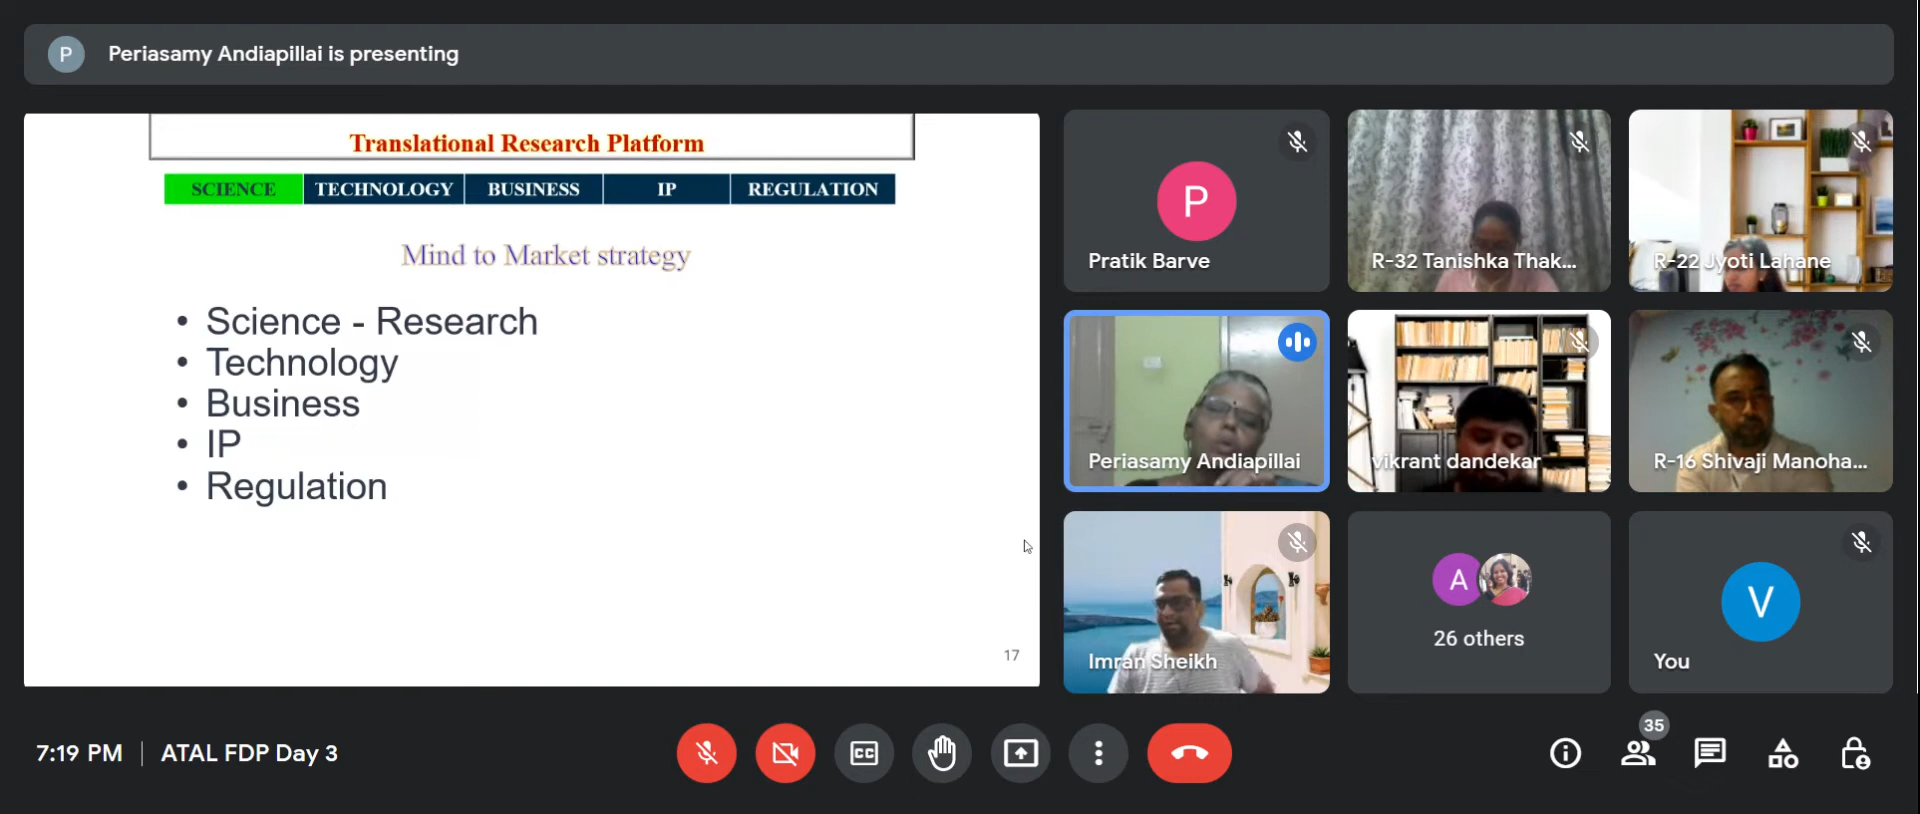 P
Periasamy Andiapillai is presenting
Translational Research Platform
SCIENCE TECHNOLOGY BUSINESS IP REGULATION
Mind to Market strategy
• Science - Research
• Technology
• Business
• IP
• Regulation
17
P
Pratik Barve
R-32 Tanishka Thak...
R-22 Jyoti Lahane
Periasamy Andiapillai
vikrant dandekar
R-16 Shivaji Manoha...
Imran Sheikh
A
26 others
V
You
7:19 PM | ATAL FDP Day 3
CC
35